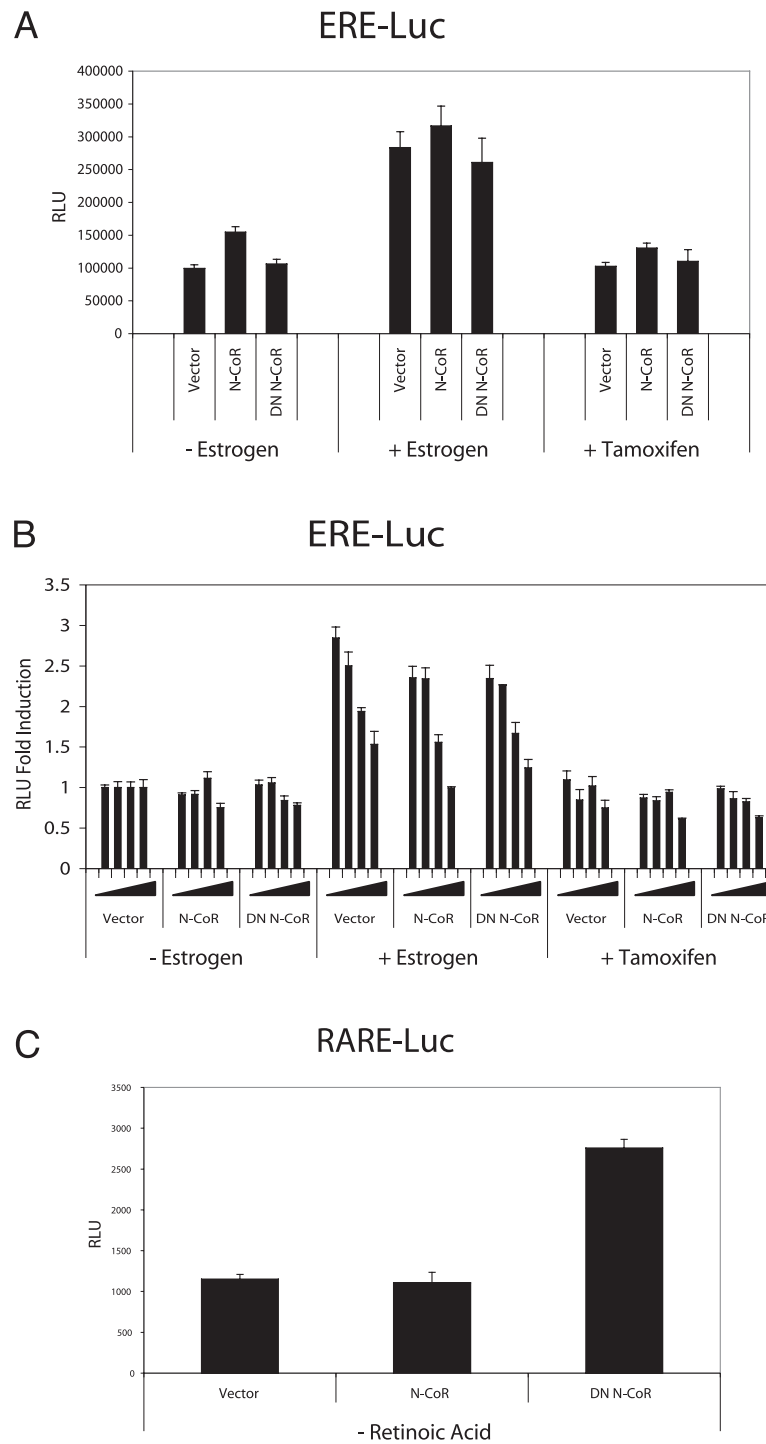 A
ERE-Luc
400000
350000
300000
250000
200000
150000
100000
50000
0
RLU
Vector
N-CoR
DN N-CoR
Vector
N-CoR
DN N-CoR
Vector
N-CoR
DN N-CoR
- Estrogen
+ Estrogen
+ Tamoxifen
B
ERE-Luc
3.5
3
2.5
2
1.5
1
0.5
0
RLU Fold Induction
Vector N-CoR DN N-CoR Vector N-CoR DN N-CoR Vector N-CoR DN N-CoR
- Estrogen + Estrogen + Tamoxifen
C
RARE-Luc
3500
3000
2500
2000
1500
1000
500
0
RLU
Vector N-CoR DN N-CoR
- Retinoic Acid